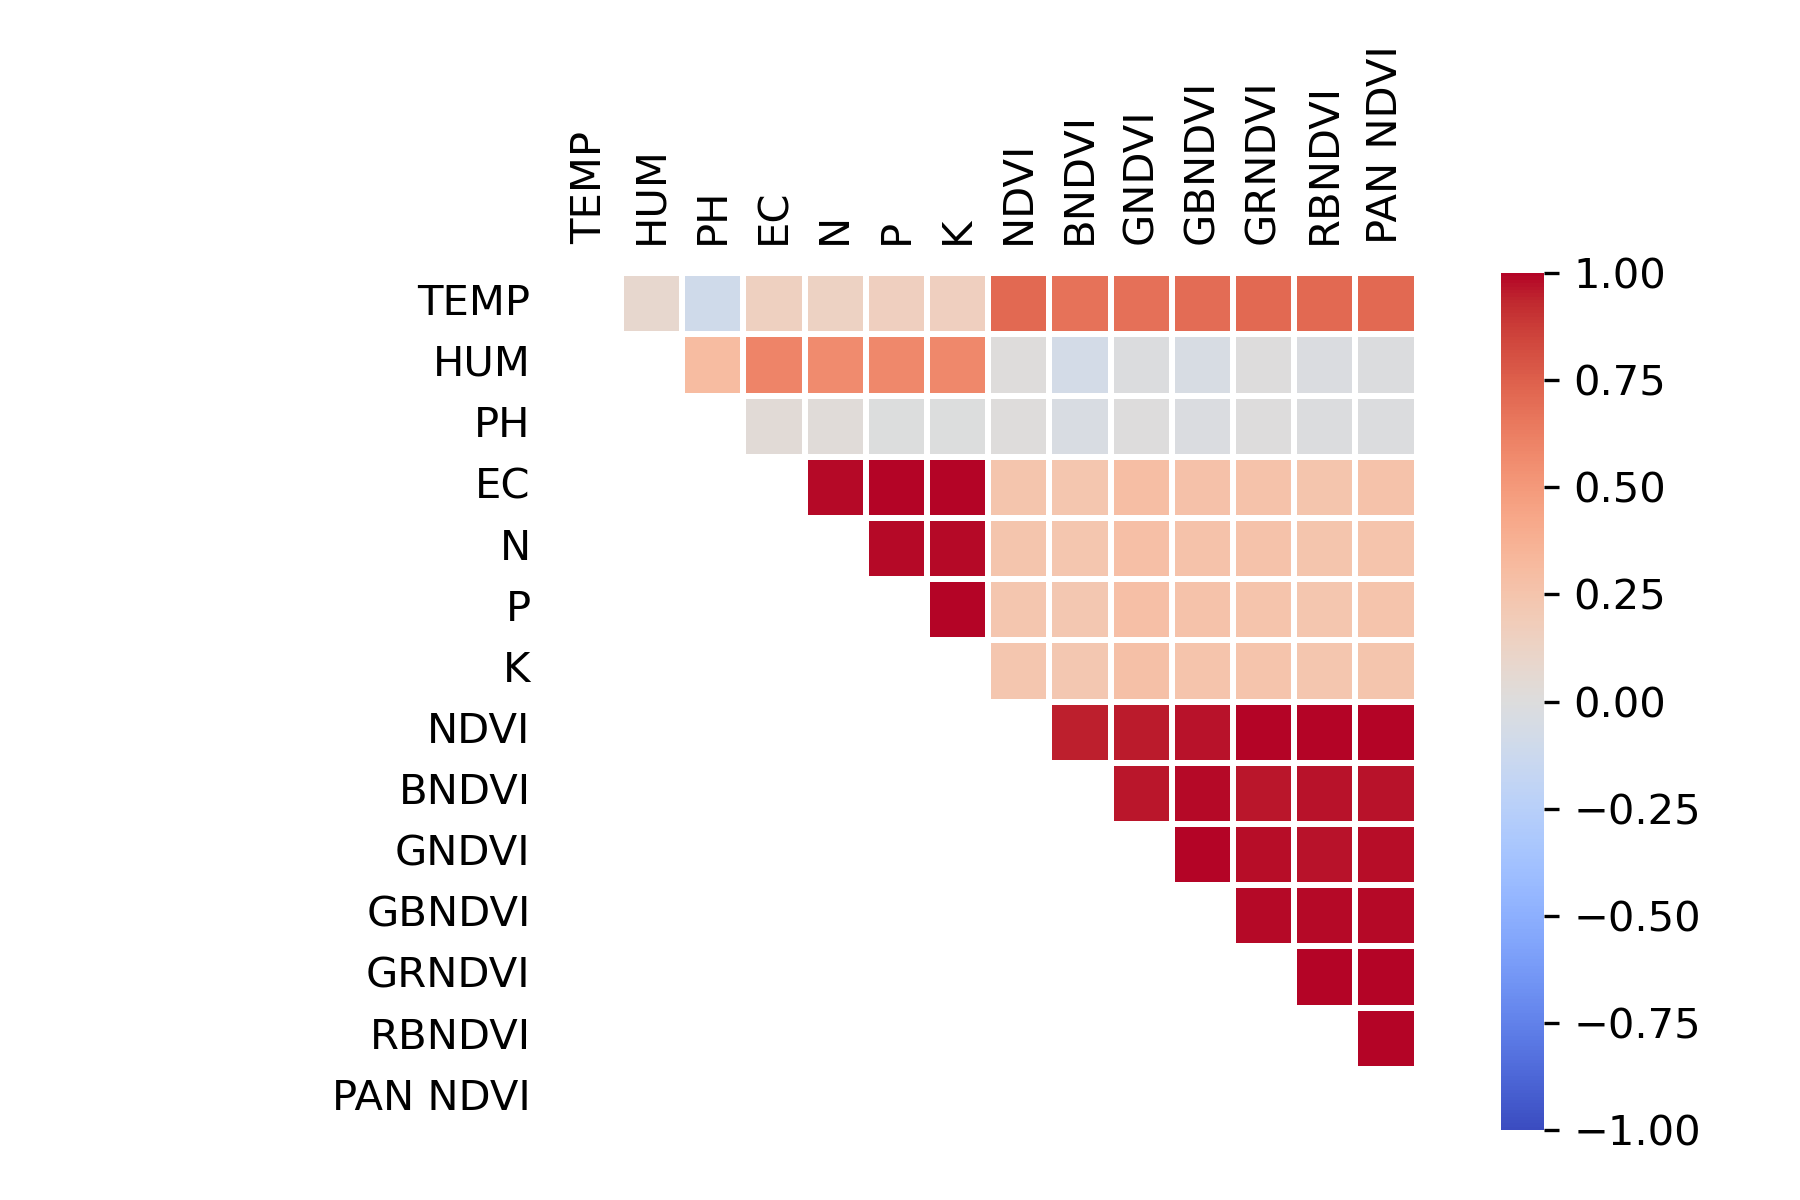 TEMP
HUM
PH
EC
N
P
K
NDVI
BNDVI
GNDVI
GBNDVI
GRNDVI
RBNDVI
PAN NDVI
TEMP
HUM
PH
EC
N
P
K
NDVI
BNDVI
GNDVI
GBNDVI
GRNDVI
RBNDVI
PAN NDVI
1.00
0.75
0.50
0.25
0.00
−0.25
−0.50
−0.75
−1.00